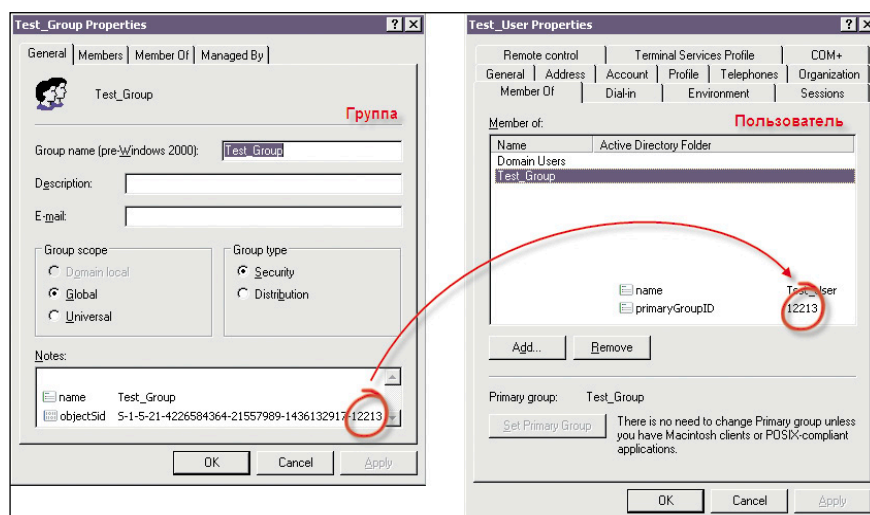 Test_Group Properties
General Members Member Of Managed By
Test_Group
Группа
Group name (pre-Windows 2000): Test_Group
Description:
E-mail:
Group scope
Domain local
Global
Universal
Group type
Security
Distribution
Notes:
name Test_Group
objectSid S-1-5-21-4226584364-21557989-1436132917-12213
OK Cancel Apply
Test_User Properties
Remote control Terminal Services Profile COM+
General Address Account Profile Telephones Organization
Member Of Dial-in Environment Sessions
Пользователь
Member of:
Name Active Directory Folder
Domain Users
Test_Group
name Test_User
primaryGroupID 12213
Add... Remove
Primary group: Test_Group
Set Primary Group
There is no need to change Primary group unless
you have Macintosh clients or POSIX-compliant
applications.
OK Cancel Apply